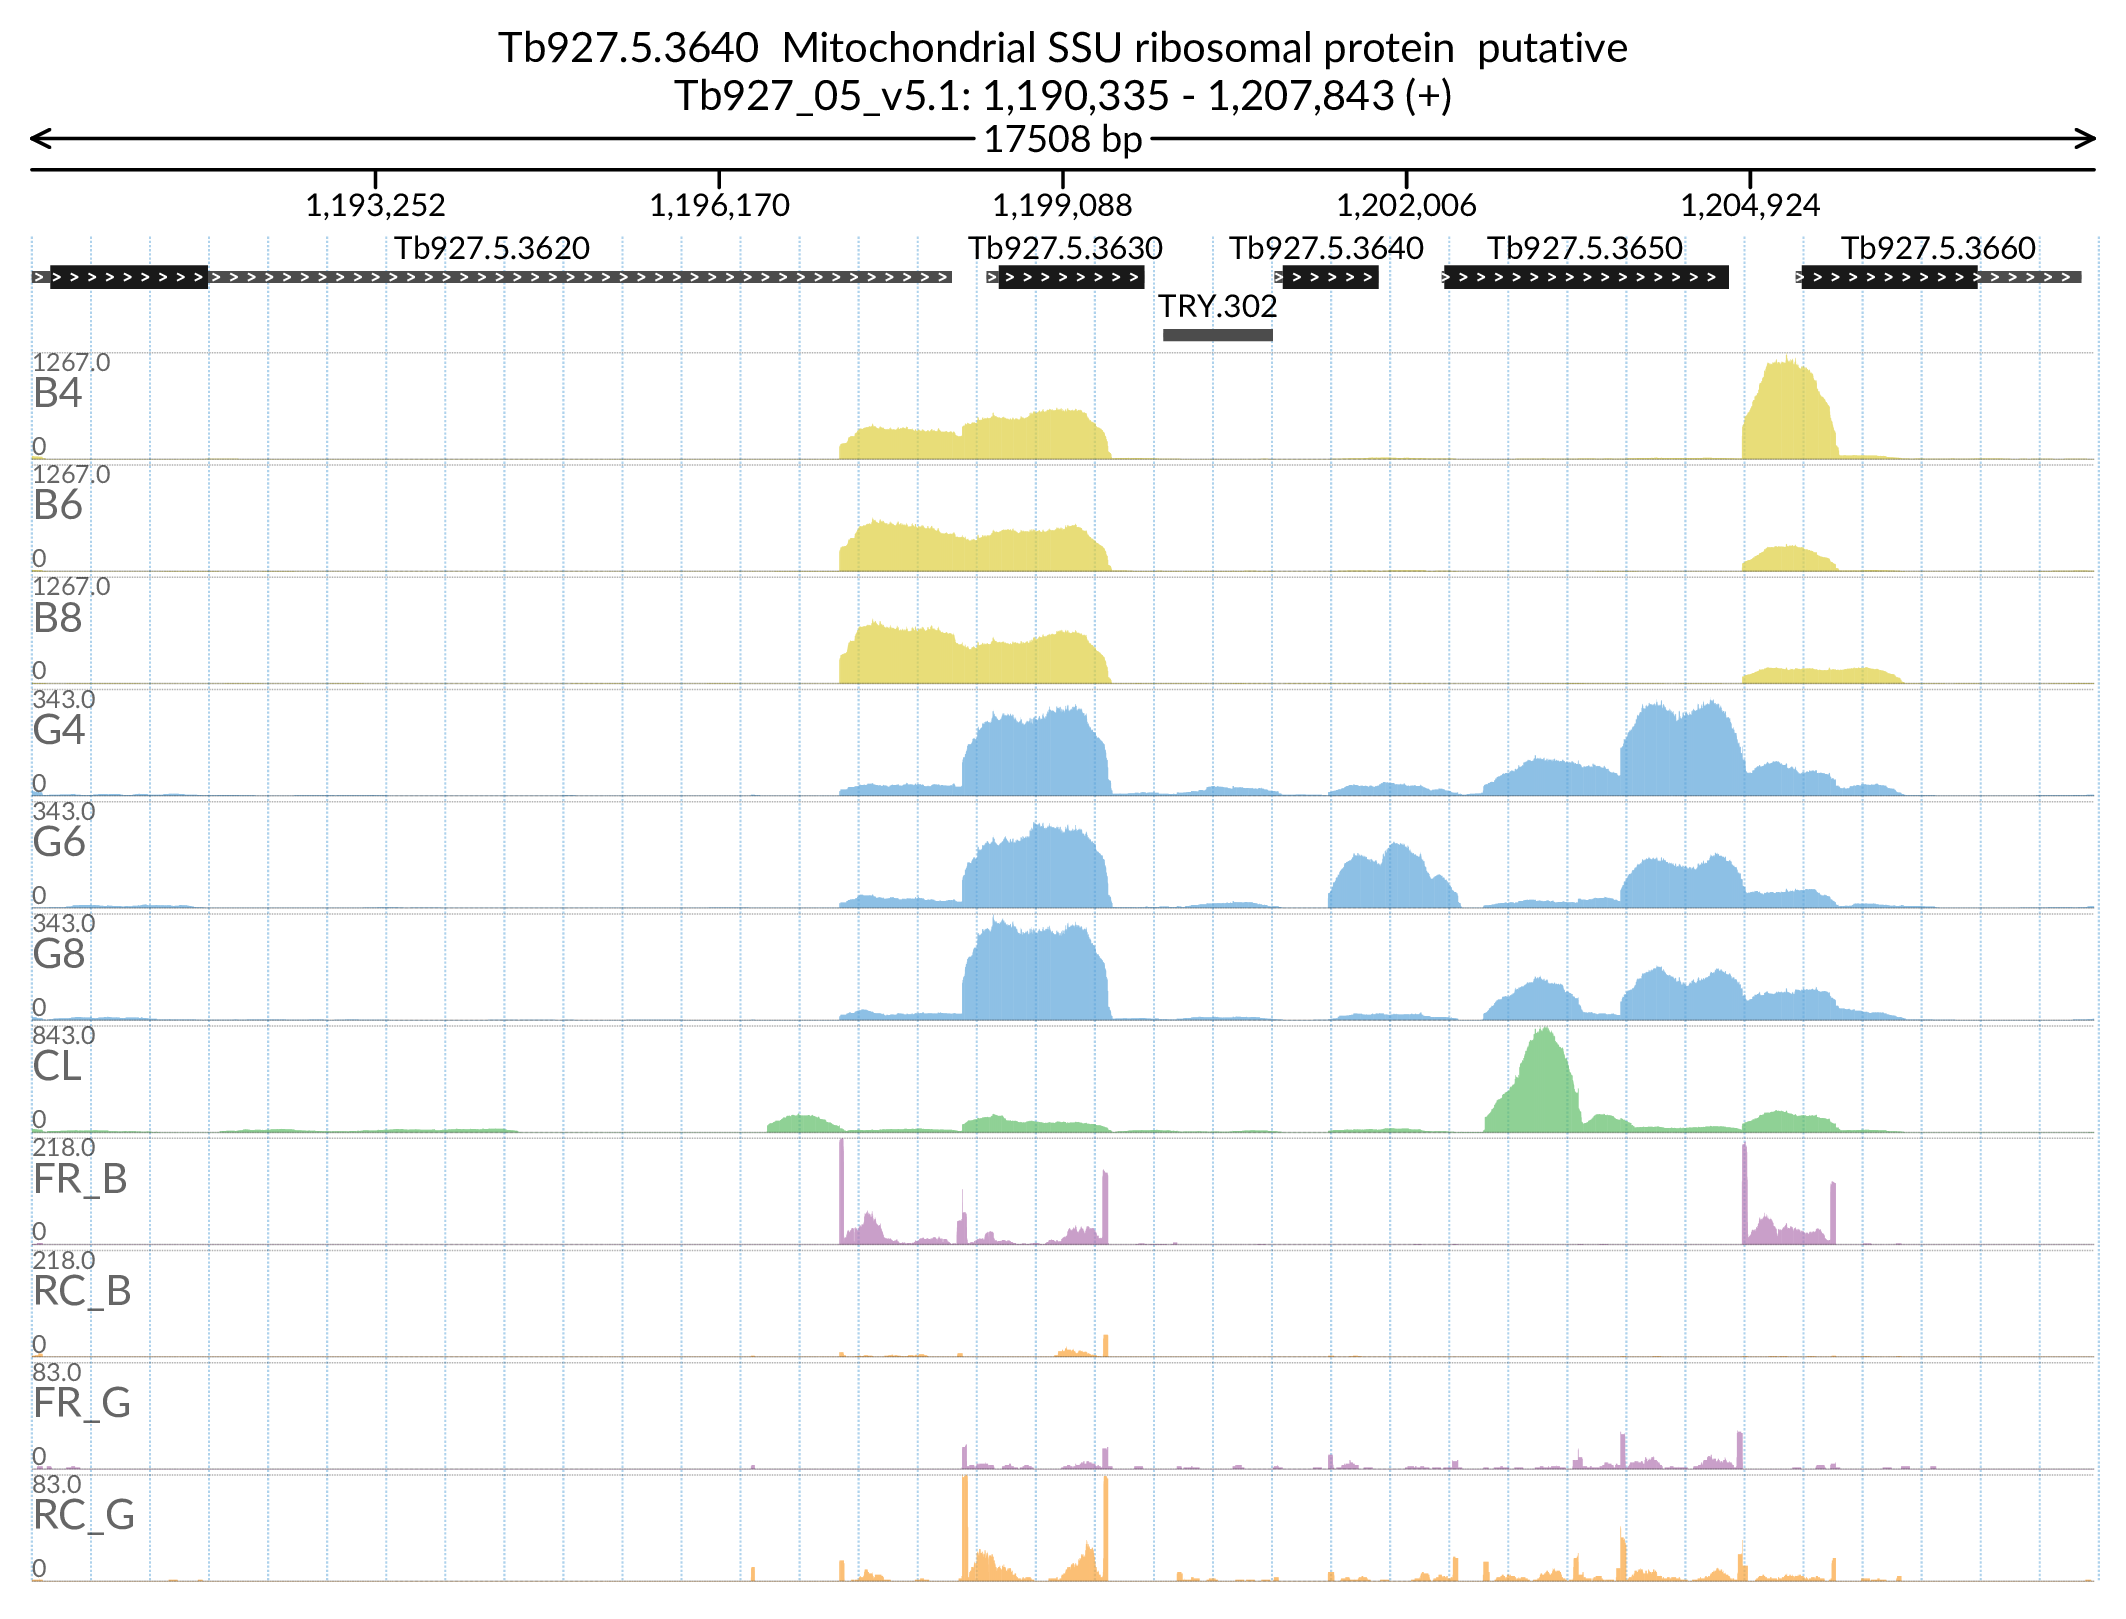 Tb927.5.3640  Mitochondrial SSU ribosomal protein  putative
Tb927_05_v5.1: 1,190,335 - 1,207,843 (+)
17508 bp
1,193,252 1,196,170 1,199,088 1,202,006 1,204,924
Tb927.5.3620 Tb927.5.3630 Tb927.5.3640 Tb927.5.3650 Tb927.5.3660
TRY.302
1267.0
B4
0
1267.0
B6
0
1267.0
B8
0
343.0
G4
0
343.0
G6
0
343.0
G8
0
843.0
CL
0
218.0
FR_B
0
218.0
RC_B
0
83.0
FR_G
0
83.0
RC_G
0